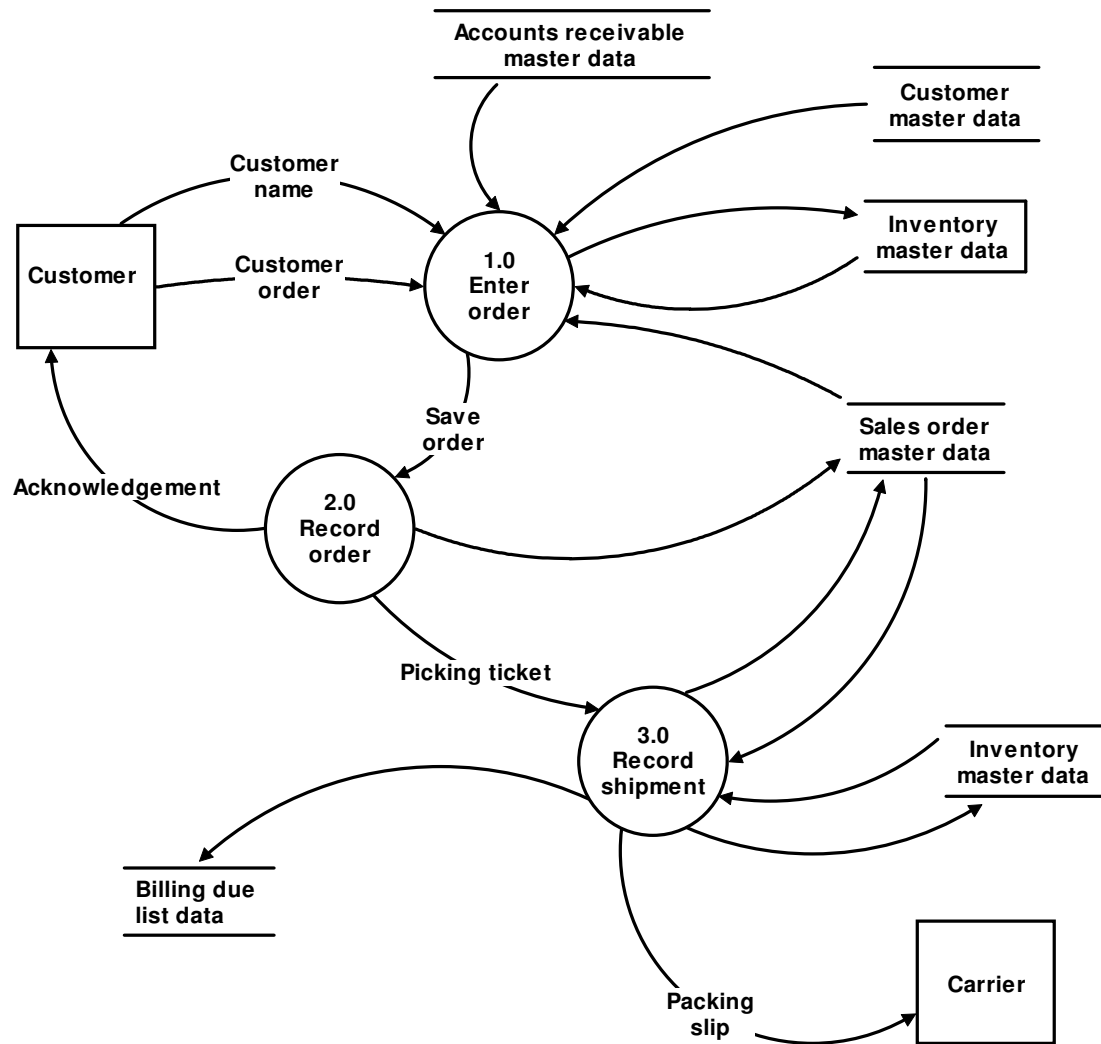 Accounts receivable
master data
Customer
master data
Customer
name
Inventory
master data
Customer
Customer
order
1.0
Enter
order
Save
order
Sales order
master data
Acknowledgement
2.0
Record
order
Picking ticket
3.0
Record
shipment
Inventory
master data
Billing due
list data
Carrier
Packing
slip